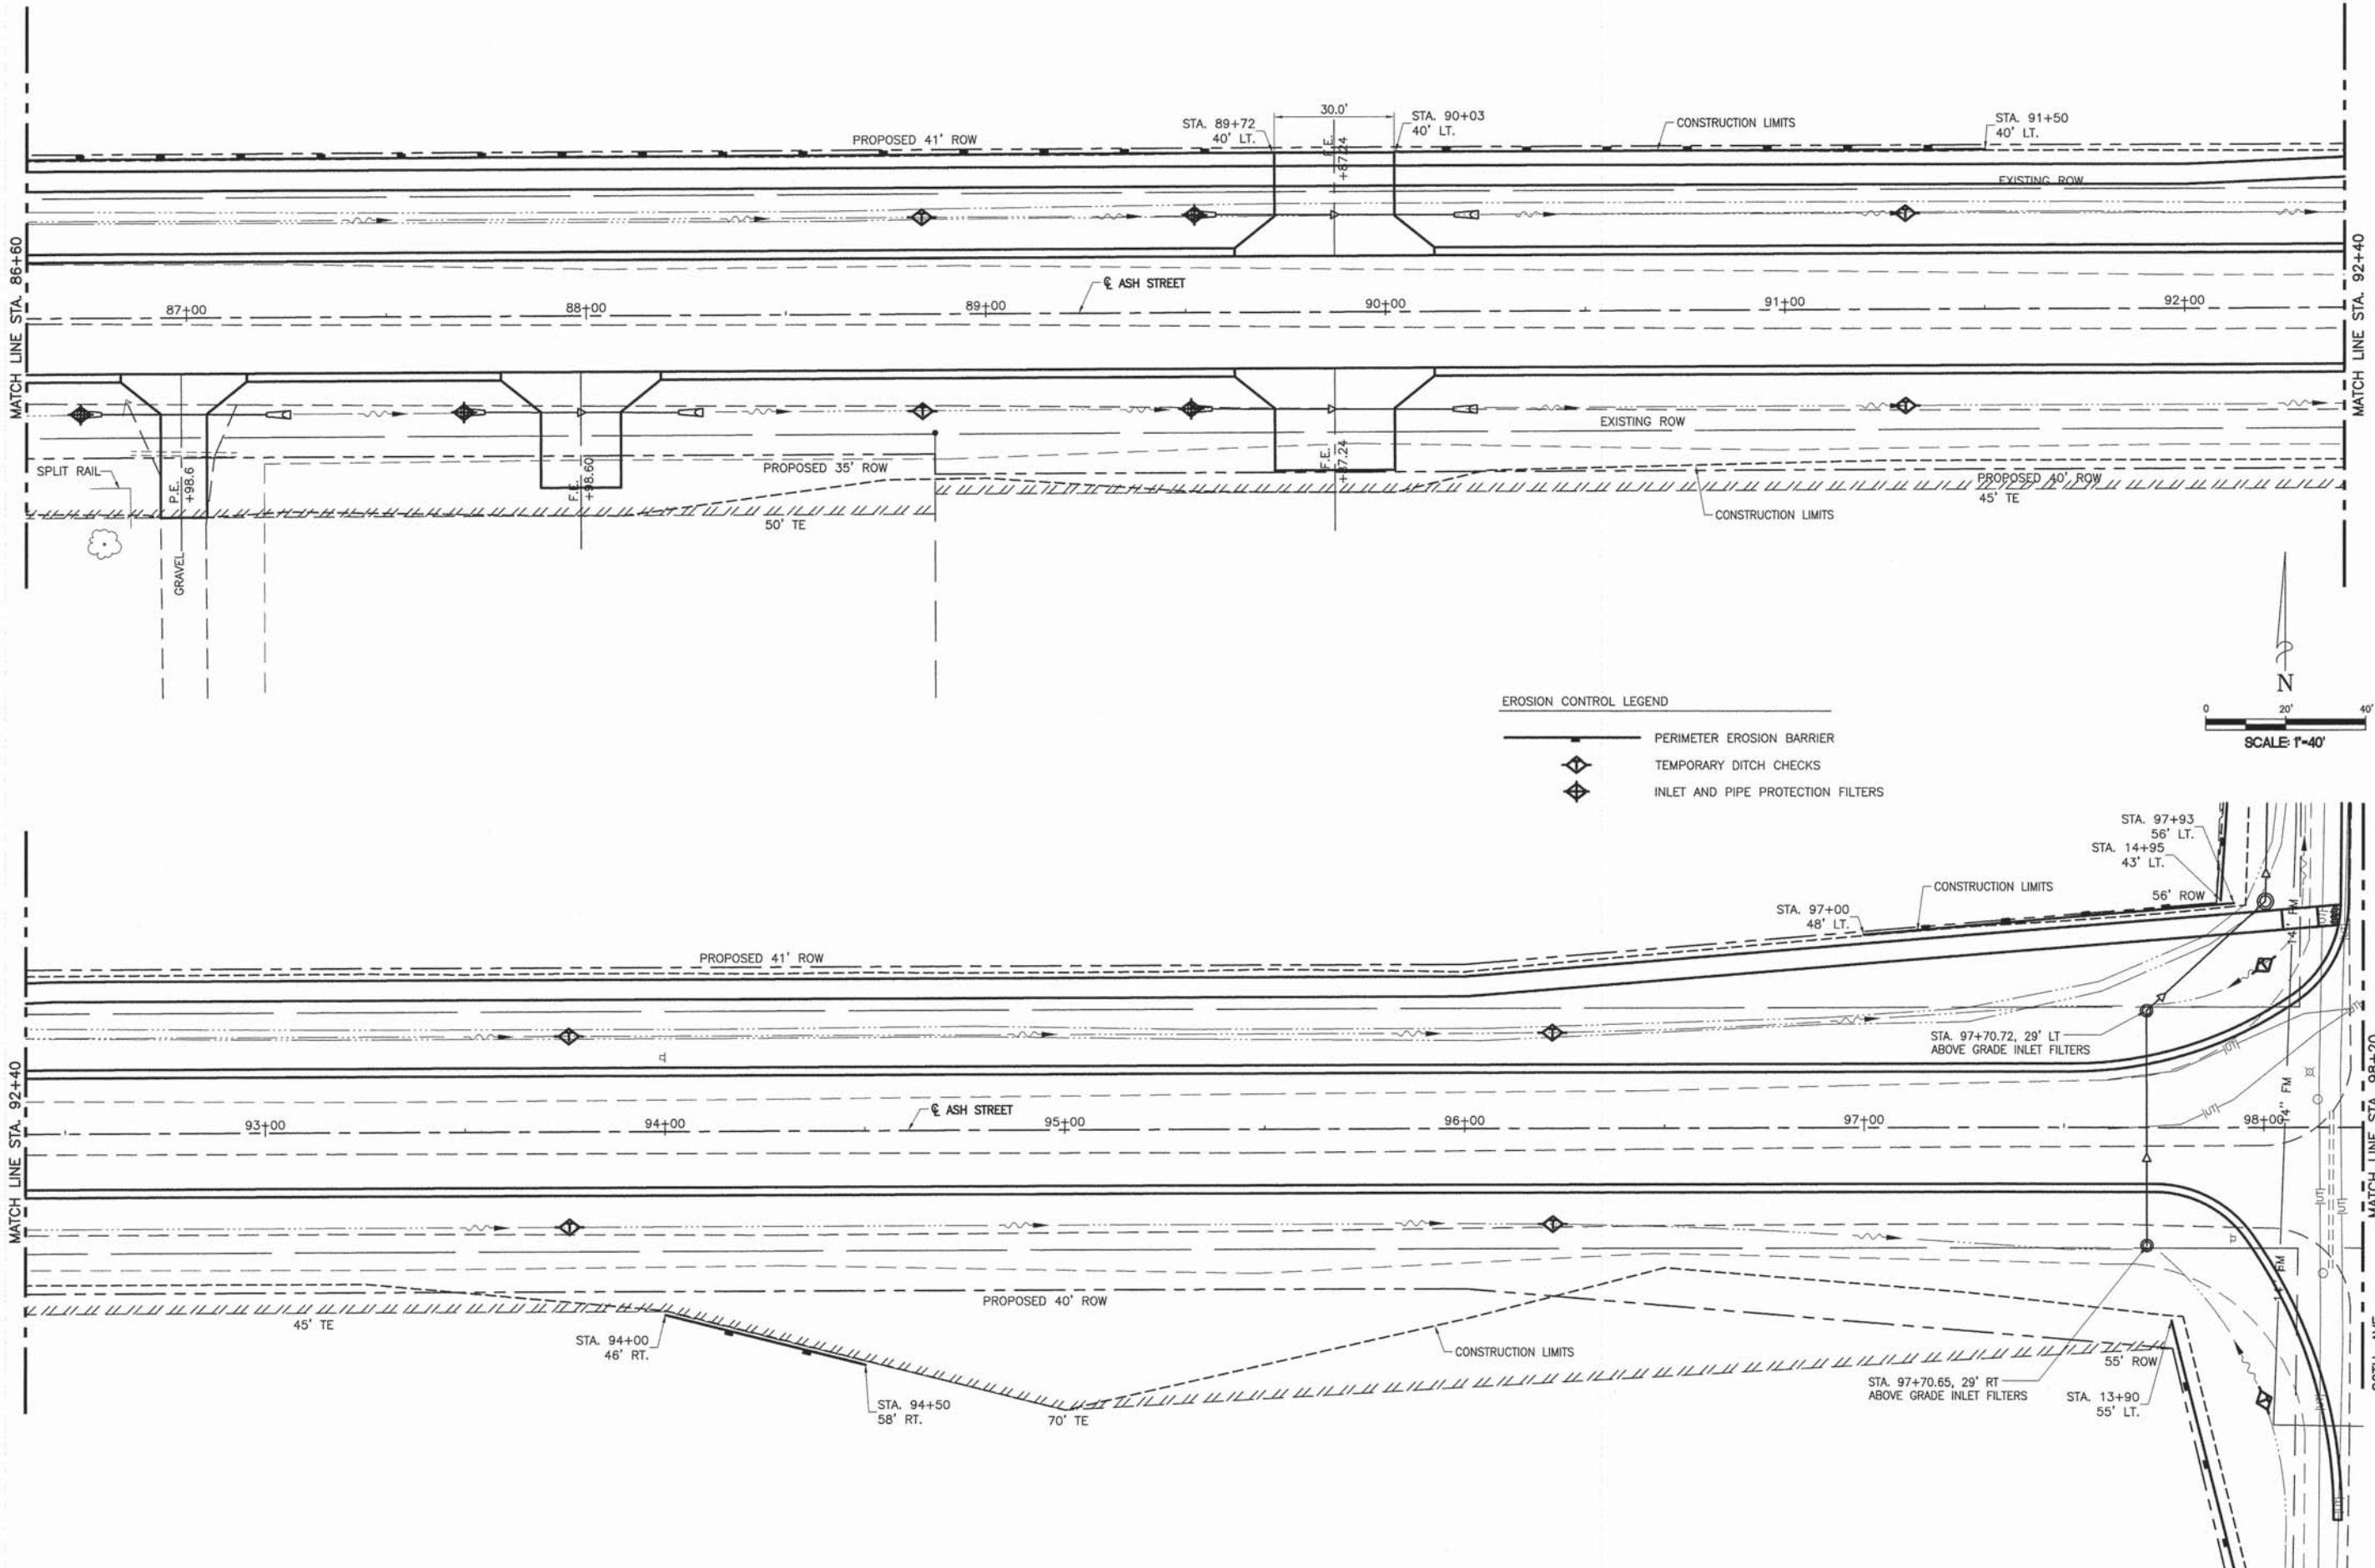 PROPOSED 41' ROW
STA. 89+72
40' LT.
30.0'
F.E.
+87.24
STA. 90+03
40' LT.
CONSTRUCTION LIMITS
STA. 91+50
40' LT.
EXISTING ROW
MATCH LINE STA. 86+60
℄ ASH STREET
87+00
88+00
89+00
90+00
91+00
92+00
MATCH LINE STA. 92+40
SPLIT RAIL
P.E.
+98.6
GRAVEL
F.E.
+98.60
PROPOSED 35' ROW
50' TE
F.E.
EXISTING ROW
PROPOSED 40' ROW
45' TE
CONSTRUCTION LIMITS
N
0 20' 40'
SCALE: 1"=40'
EROSION CONTROL LEGEND
PERIMETER EROSION BARRIER
TEMPORARY DITCH CHECKS
INLET AND PIPE PROTECTION FILTERS
STA. 97+93
56' LT.
STA. 14+95
43' LT.
56' ROW
CONSTRUCTION LIMITS
STA. 97+00
48' LT.
PROPOSED 41' ROW
STA. 97+70.72, 29' LT
ABOVE GRADE INLET FILTERS
MATCH LINE STA. 92+40
℄ ASH STREET
93+00
94+00
95+00
96+00
97+00
98+00
14" FM
MATCH LINE STA. 98+20
PROPOSED 40' ROW
45' TE
STA. 94+00
46' RT.
STA. 94+50
58' RT.
70' TE
CONSTRUCTION LIMITS
55' ROW
STA. 97+70.65, 29' RT
ABOVE GRADE INLET FILTERS
STA. 13+90
55' LT.